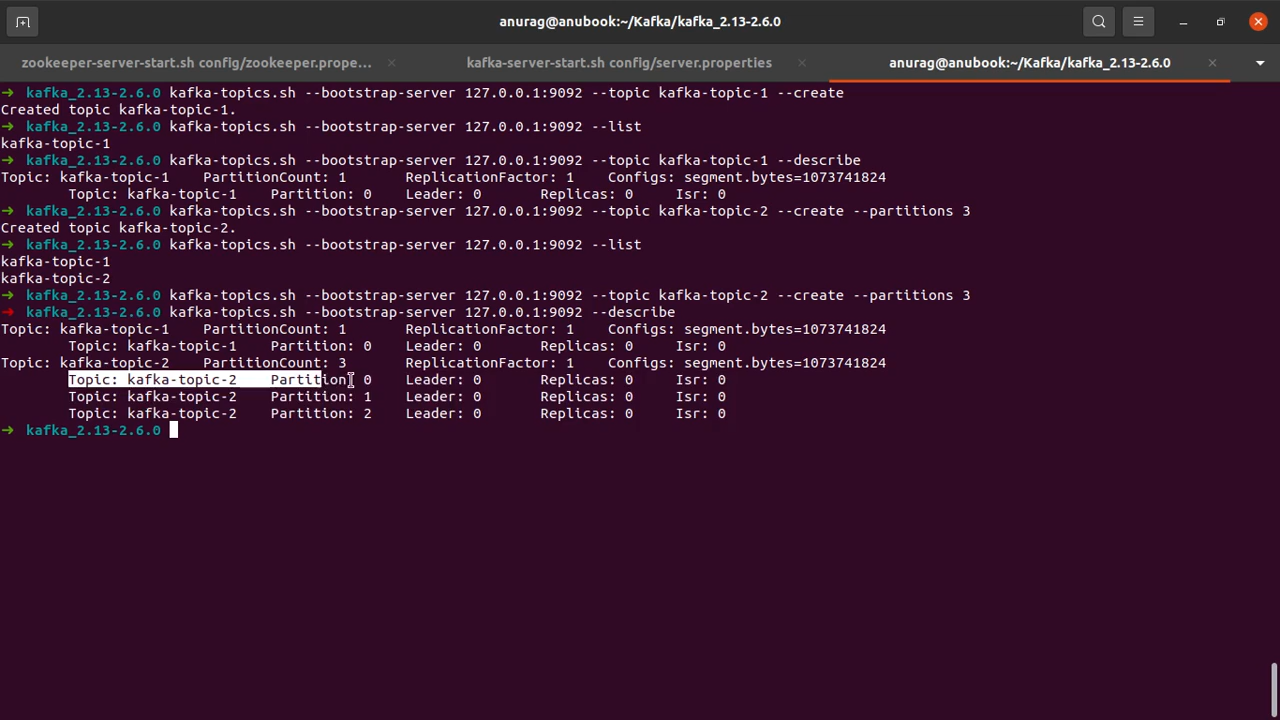 anurag@anubook:~/Kafka/kafka_2.13-2.6.0
zookeeper-server-start.sh config/zookeeper.prope... kafka-server-start.sh config/server.properties anurag@anubook:~/Kafka/kafka_2.13-2.6.0
➜ kafka_2.13-2.6.0 kafka-topics.sh --bootstrap-server 127.0.0.1:9092 --topic kafka-topic-1 --create
Created topic kafka-topic-1.
➜ kafka_2.13-2.6.0 kafka-topics.sh --bootstrap-server 127.0.0.1:9092 --list
kafka-topic-1
➜ kafka_2.13-2.6.0 kafka-topics.sh --bootstrap-server 127.0.0.1:9092 --topic kafka-topic-1 --describe
Topic: kafka-topic-1 PartitionCount: 1 ReplicationFactor: 1 Configs: segment.bytes=1073741824
Topic: kafka-topic-1 Partition: 0 Leader: 0 Replicas: 0 Isr: 0
➜ kafka_2.13-2.6.0 kafka-topics.sh --bootstrap-server 127.0.0.1:9092 --topic kafka-topic-2 --create --partitions 3
Created topic kafka-topic-2.
➜ kafka_2.13-2.6.0 kafka-topics.sh --bootstrap-server 127.0.0.1:9092 --list
kafka-topic-1
kafka-topic-2
➜ kafka_2.13-2.6.0 kafka-topics.sh --bootstrap-server 127.0.0.1:9092 --topic kafka-topic-2 --create --partitions 3
➜ kafka_2.13-2.6.0 kafka-topics.sh --bootstrap-server 127.0.0.1:9092 --describe
Topic: kafka-topic-1 PartitionCount: 1 ReplicationFactor: 1 Configs: segment.bytes=1073741824
Topic: kafka-topic-1 Partition: 0 Leader: 0 Replicas: 0 Isr: 0
Topic: kafka-topic-2 PartitionCount: 3 ReplicationFactor: 1 Configs: segment.bytes=1073741824
Topic: kafka-topic-2 Partition: 0 Leader: 0 Replicas: 0 Isr: 0
Topic: kafka-topic-2 Partition: 1 Leader: 0 Replicas: 0 Isr: 0
Topic: kafka-topic-2 Partition: 2 Leader: 0 Replicas: 0 Isr: 0
➜ kafka_2.13-2.6.0